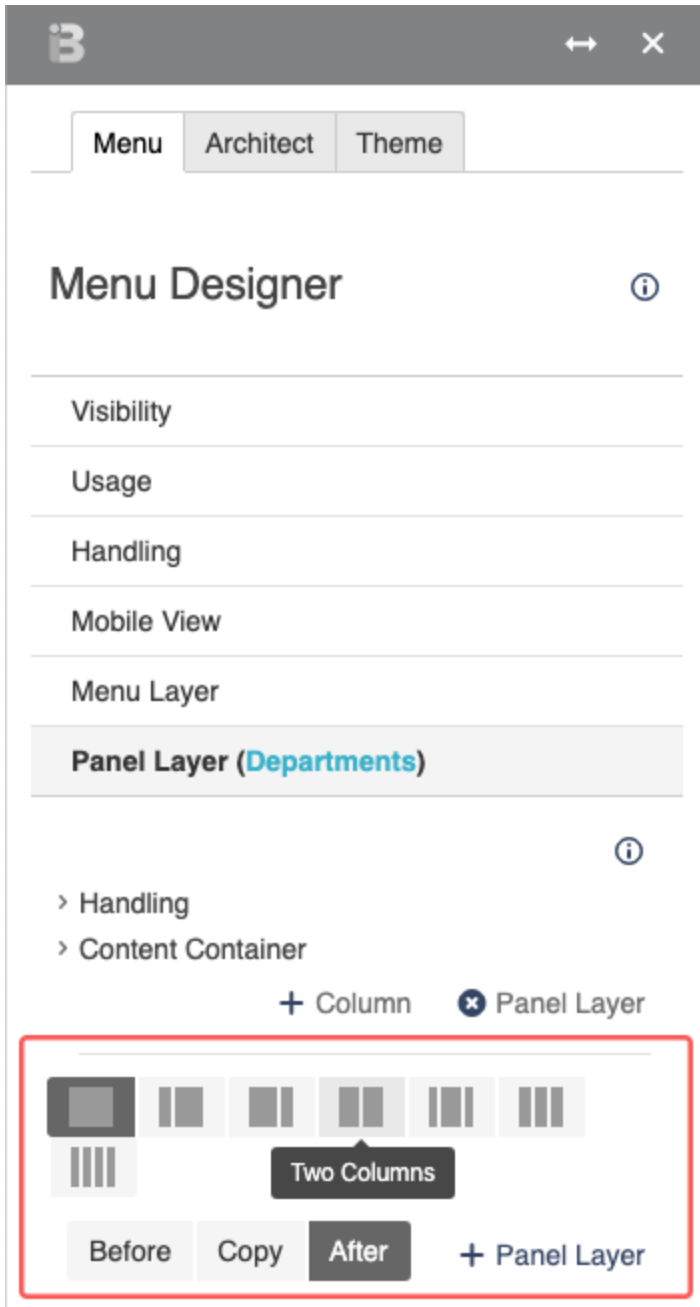 iB
Menu Architect Theme
Menu Designer
Visibility
Usage
Handling
Mobile View
Menu Layer
Panel Layer (Departments)
Handling
Content Container
+ Column Panel Layer
Two Columns
Before Copy After + Panel Layer